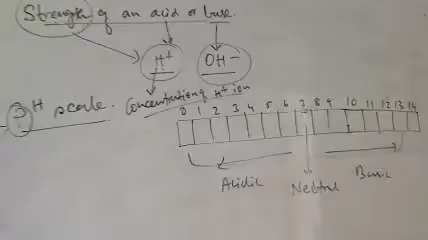 Strength of an acid or base.
H+ OH-
pH scale. Concentration of H+ ion
0 1 2 3 4 5 6 7 8 9 10 11 12 13 14
Acidic Neutral Basic